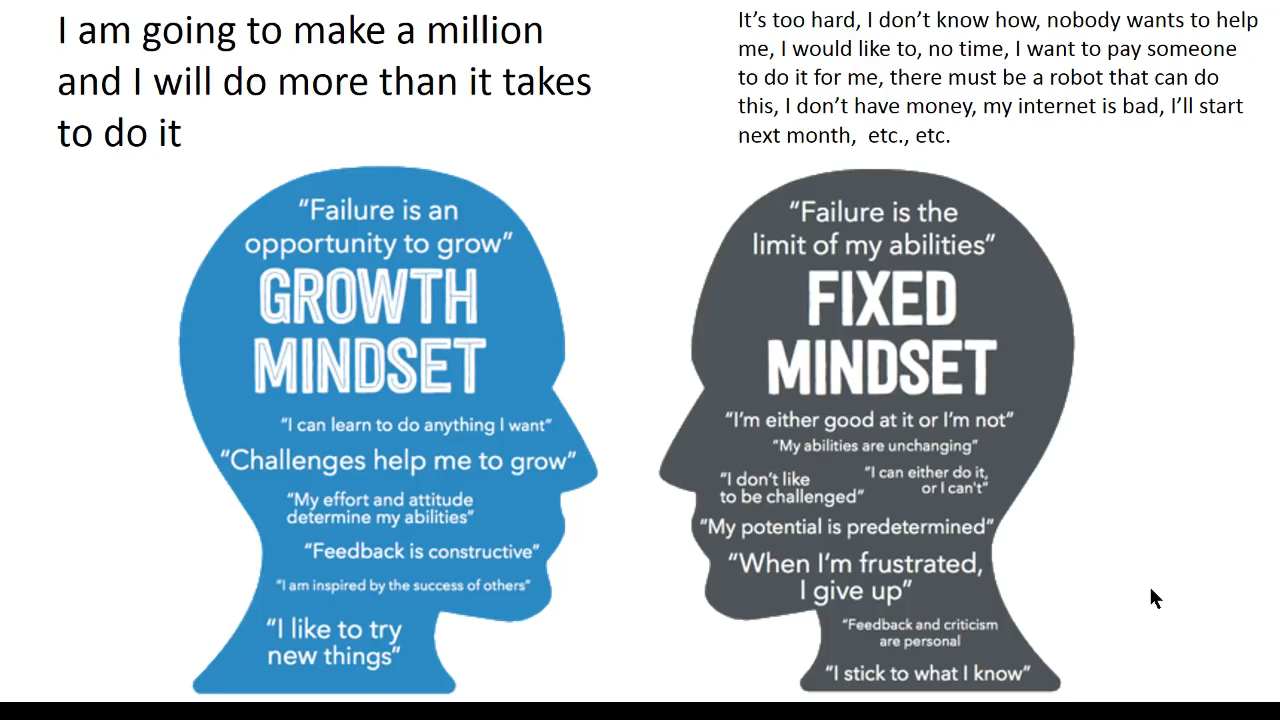 I am going to make a million
and I will do more than it takes
to do it
It's too hard, I don't know how, nobody wants to help
me, I would like to, no time, I want to pay someone
to do it for me, there must be a robot that can do
this, I don't have money, my internet is bad, I'll start
next month,  etc., etc.
“Failure is an
opportunity to grow”
GROWTH
MINDSET
“I can learn to do anything I want”
“Challenges help me to grow”
“My effort and attitude
determine my abilities”
“Feedback is constructive”
“I am inspired by the success of others”
“I like to try
new things”
“Failure is the
limit of my abilities”
FIXED
MINDSET
“I'm either good at it or I'm not”
“My abilities are unchanging”
“I don't like
to be challenged”
“I can either do it,
or I can't”
“My potential is predetermined”
“When I'm frustrated,
I give up”
“Feedback and criticism
are personal
“I stick to what I know”